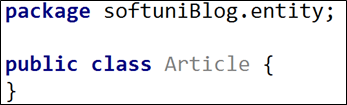 package softuniBlog.entity;
public class Article {
}